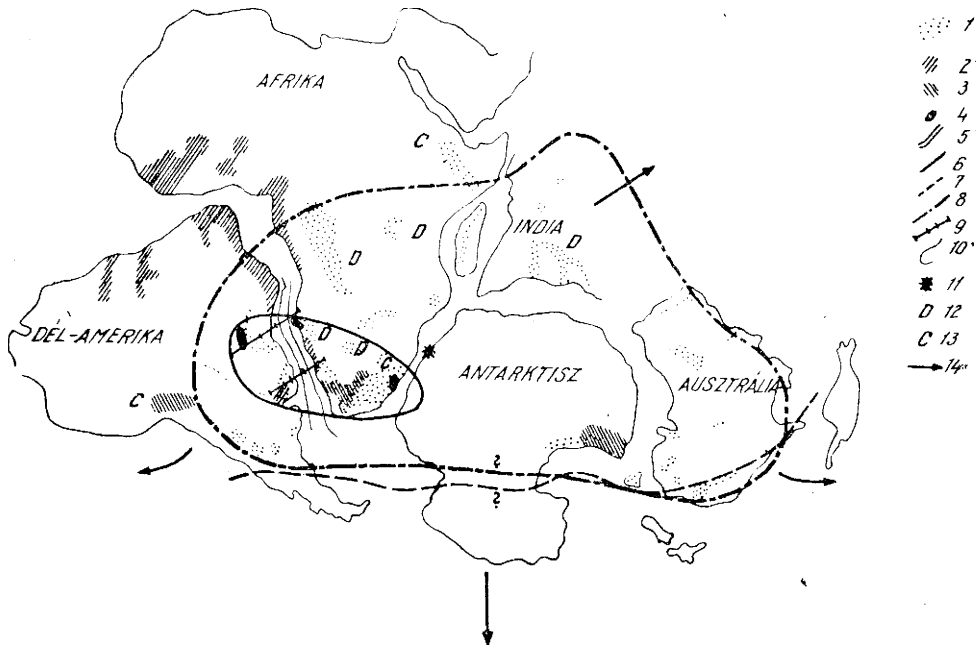 AFRIKA
C
INDIA
D
D
D
DÉL-AMERIKA
D
D
C
ANTARKTISZ
AUSZTRÁLIA
C
?
?
1
2
3
4
5
6
7
8
9
10
11
D 12
C 13
14